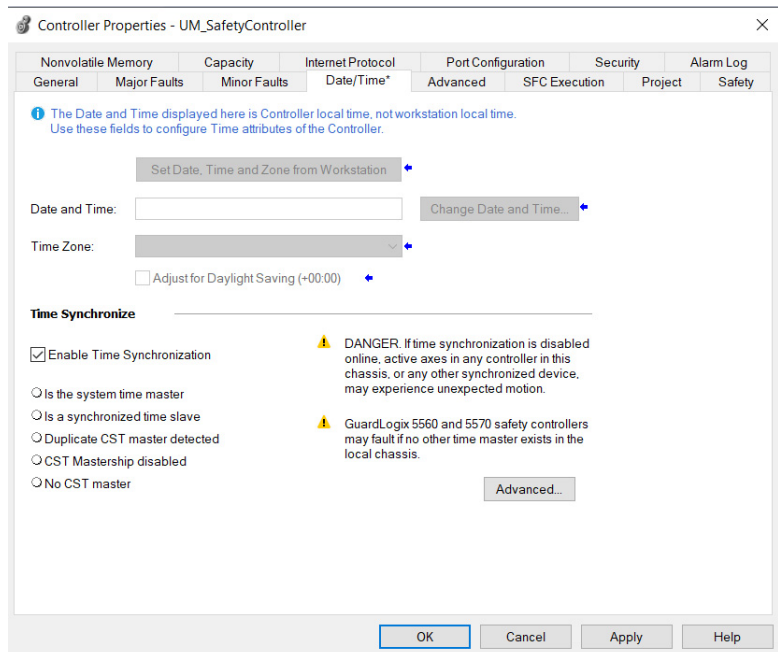 Controller Properties - UM_SafetyController
Nonvolatile Memory Capacity Internet Protocol Port Configuration Security Alarm Log
General Major Faults Minor Faults Date/Time* Advanced SFC Execution Project Safety
The Date and Time displayed here is Controller local time, not workstation local time.
Use these fields to configure Time attributes of the Controller.
Set Date, Time and Zone from Workstation
Date and Time:
Change Date and Time...
Time Zone:
Adjust for Daylight Saving (+00:00)
Time Synchronize
Enable Time Synchronization
Is the system time master
Is a synchronized time slave
Duplicate CST master detected
CST Mastership disabled
No CST master
DANGER. If time synchronization is disabled
online, active axes in any controller in this
chassis, or any other synchronized device,
may experience unexpected motion.
GuardLogix 5560 and 5570 safety controllers
may fault if no other time master exists in the
local chassis.
Advanced...
OK Cancel Apply Help